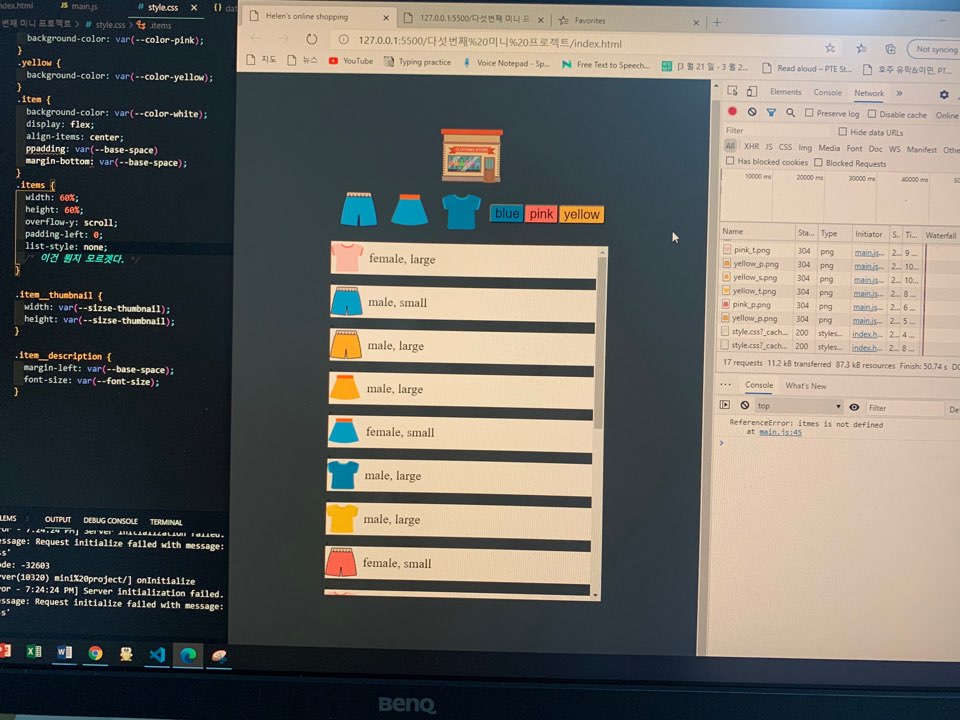 ndex.html main.js style.css dat
번째 미니 프로젝트 > # style.css > .items
background-color: var(--color-pink);
}
.yellow {
background-color: var(--color-yellow);
}
.item {
background-color: var(--color-white);
display: flex;
align-items: center;
ppadding: var(--base-space)
margin-bottom: var(--base-space);
}
.items {
width: 60%;
height: 60%;
overflow-y: scroll;
padding-left: 0;
list-style: none;
/* 이건 뭔지 모르겟다. */
}
.item__thumbnail {
width: var(--sizse-thumbnail);
height: var(--sizse-thumbnail);
}
.item__description {
margin-left: var(--base-space);
font-size: var(--font-size);
}
LEMS OUTPUT DEBUG CONSOLE TERMINAL
or - 7:24:24 PM] Server initialization failed.
essage: Request initialize failed with message:
ss'
ode: -32603
rver(10320) mini%20project/] onInitialize
or - 7:24:24 PM] Server initialization failed.
essage: Request initialize failed with message:
ss'
Helen's online shopping
127.0.0.1:5500/다섯번째 미니 프
Favorites
127.0.0.1:5500/다섯번째%20미니%20프로젝트/index.html
Not syncing
지도 뉴스 YouTube Typing practice Voice Notepad - Sp... Free Text to Speech... 3월 21일 - 3월 2... Read aloud – PTE St... 호주 유학&이민, PT...
CLOTHING STORE
blue pink yellow
female, large
male, small
male, large
male, large
female, small
male, large
male, large
female, small
Elements Console Network
Preserve log Disable cache Online
Filter Hide data URLs
All XHR JS CSS Img Media Font Doc WS Manifest Othe
Has blocked cookies Blocked Requests
10000 ms 20000 ms 30000 ms 40000 ms
Name Sta... Type Initiator S.. Ti... Waterfall
pink_t.png 304 png main.js... 2... 9 ...
yellow_p.png 304 png main.js... 2... 10...
yellow_s.png 304 png main.js... 2... 10...
yellow_t.png 304 png main.js... 2... 8 ...
pink_p.png 304 png main.js... 2... 6 ...
yellow_p.png 304 png main.js... 2... 5 ...
style.css?_cach... 200 styles... index.h... 2... 4 ...
style.css?_cach... 200 styles... index.h... 2... 8 ...
17 requests 11.2 kB transferred 87.3 kB resources Finish: 50.74 s DO
Console What's New
top Filter De
ReferenceError: itmes is not defined
at main.js:45
BenQ